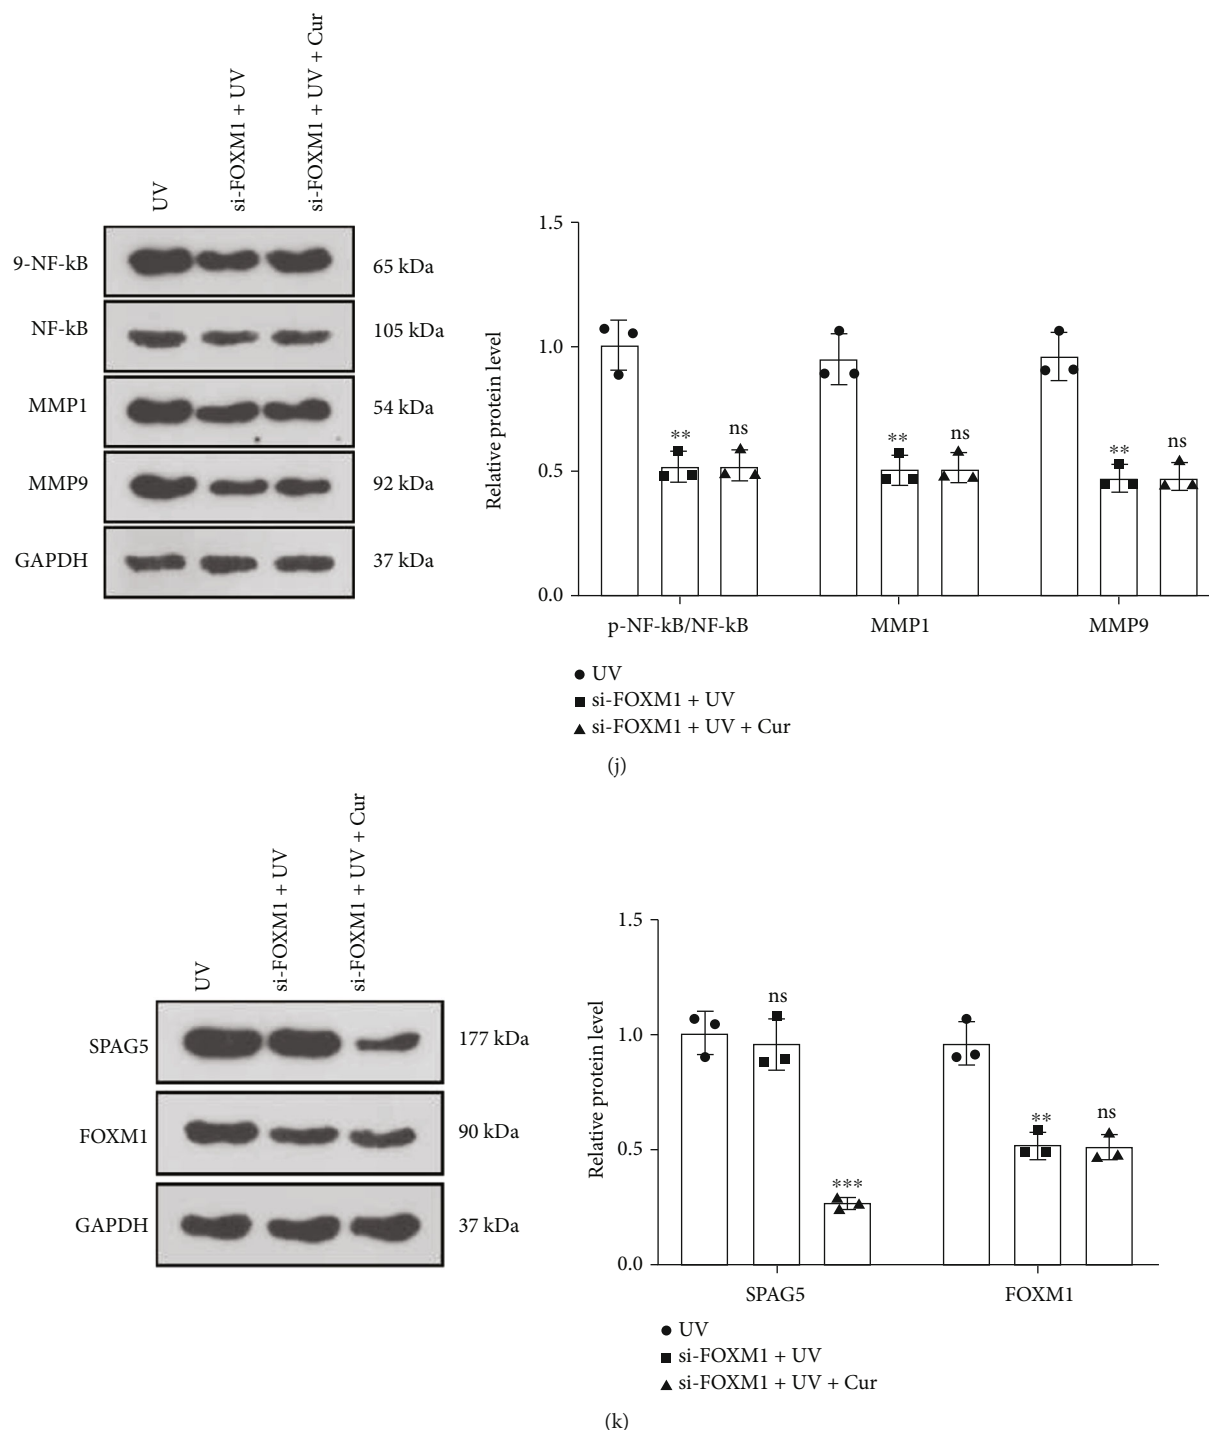 UV
si-FOXM1 + UV
si-FOXM1 + UV + Cur
9-NF-kB
65 kDa
NF-kB
105 kDa
MMP1
54 kDa
MMP9
92 kDa
GAPDH
37 kDa
Relative protein level
1.5
1.0
0.5
0.0
**
ns
**
ns
**
ns
p-NF-kB/NF-kB
MMP1
MMP9
UV
si-FOXM1 + UV
si-FOXM1 + UV + Cur
(j)
UV
si-FOXM1 + UV
si-FOXM1 + UV + Cur
SPAG5
177 kDa
FOXM1
90 kDa
GAPDH
37 kDa
Relative protein level
1.5
1.0
0.5
0.0
ns
***
**
ns
SPAG5
FOXM1
UV
si-FOXM1 + UV
si-FOXM1 + UV + Cur
(k)